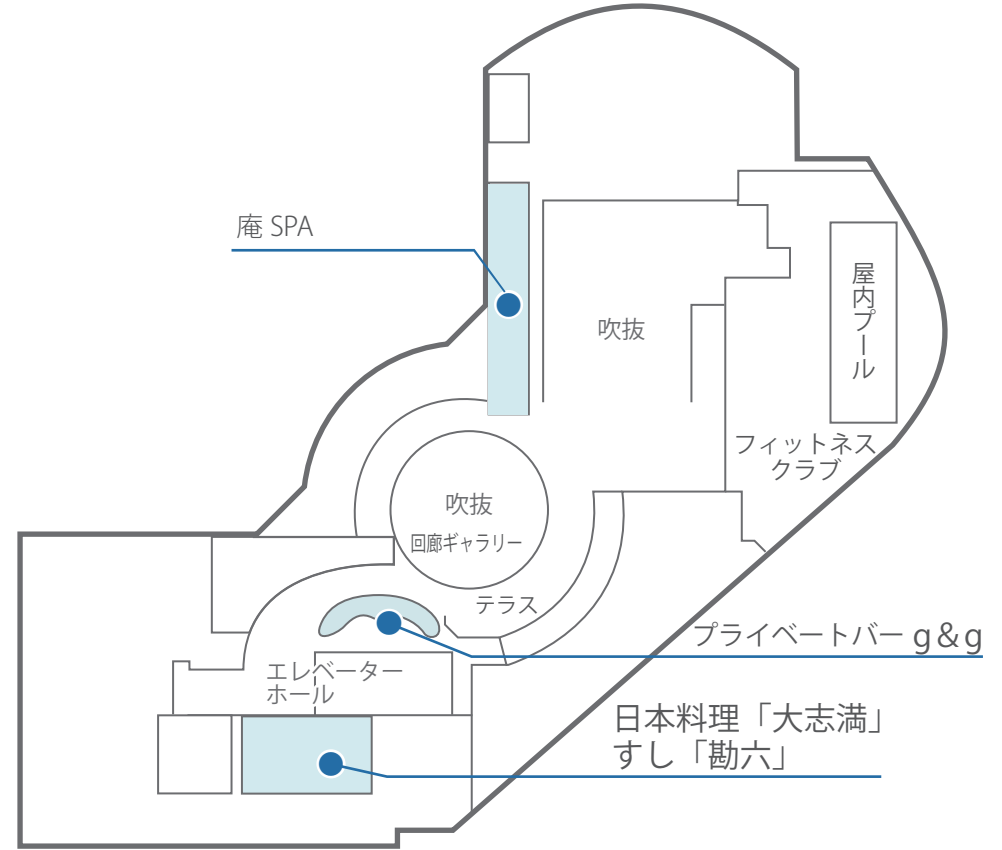 庵 SPA
吹抜
屋内プール
フィットネス
クラブ
吹抜
回廊ギャラリー
テラス
プライベートバー g&g
エレベーター
ホール
日本料理「大志満」
すし「勘六」